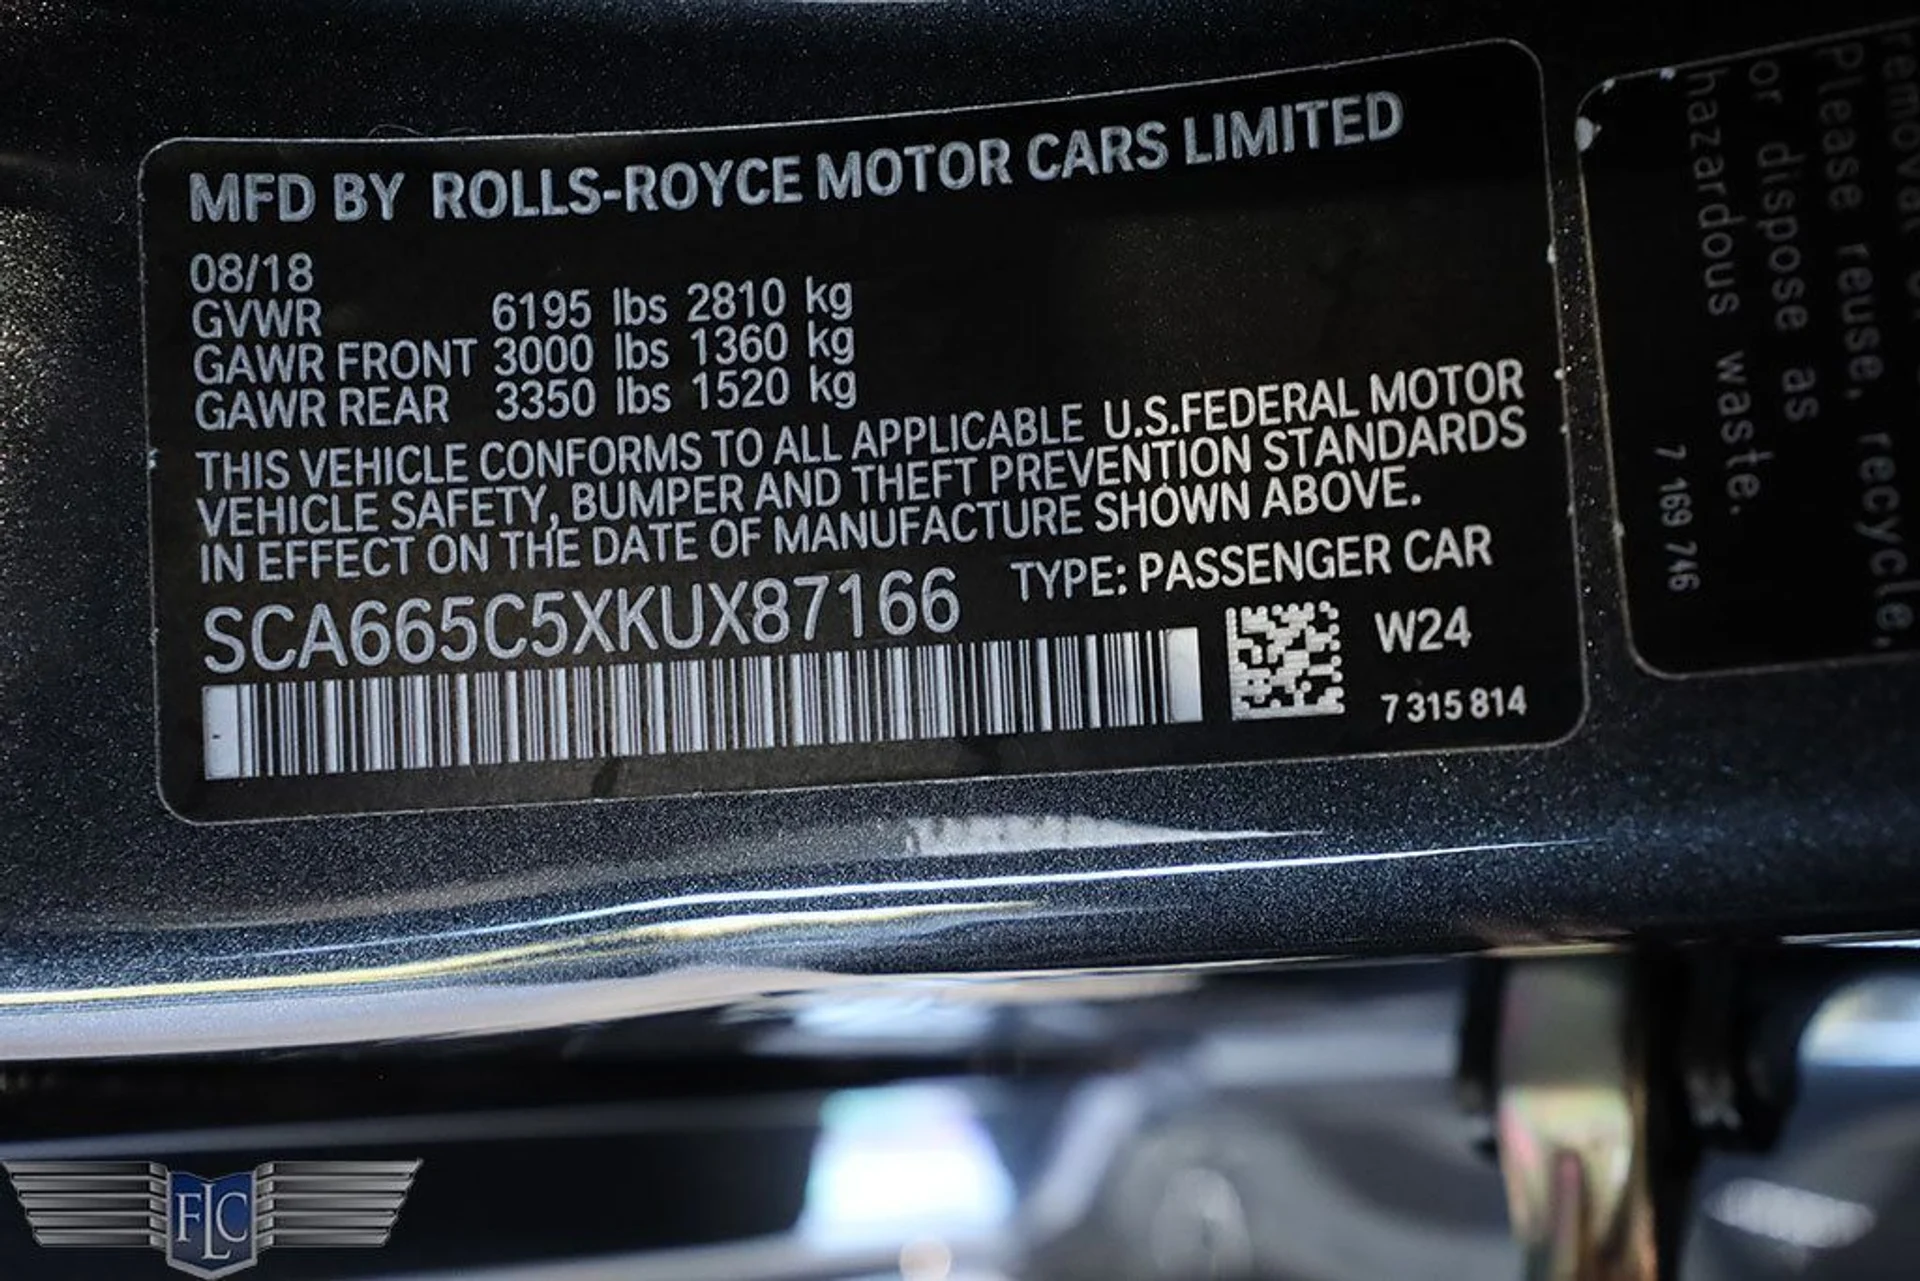 MFD BY ROLLS-ROYCE MOTOR CARS LIMITED
08/18
GVWR 6195 lbs 2810 kg
GAWR FRONT 3000 lbs 1360 kg
GAWR REAR 3350 lbs 1520 kg
THIS VEHICLE CONFORMS TO ALL APPLICABLE U.S.FEDERAL MOTOR
VEHICLE SAFETY, BUMPER AND THEFT PREVENTION STANDARDS
IN EFFECT ON THE DATE OF MANUFACTURE SHOWN ABOVE.
SCA665C5XKUX87166 TYPE: PASSENGER CAR
W24
7 315 814
removal
Please reuse, recycle,
or dispose as
hazardous waste.
7 169 746
FLC